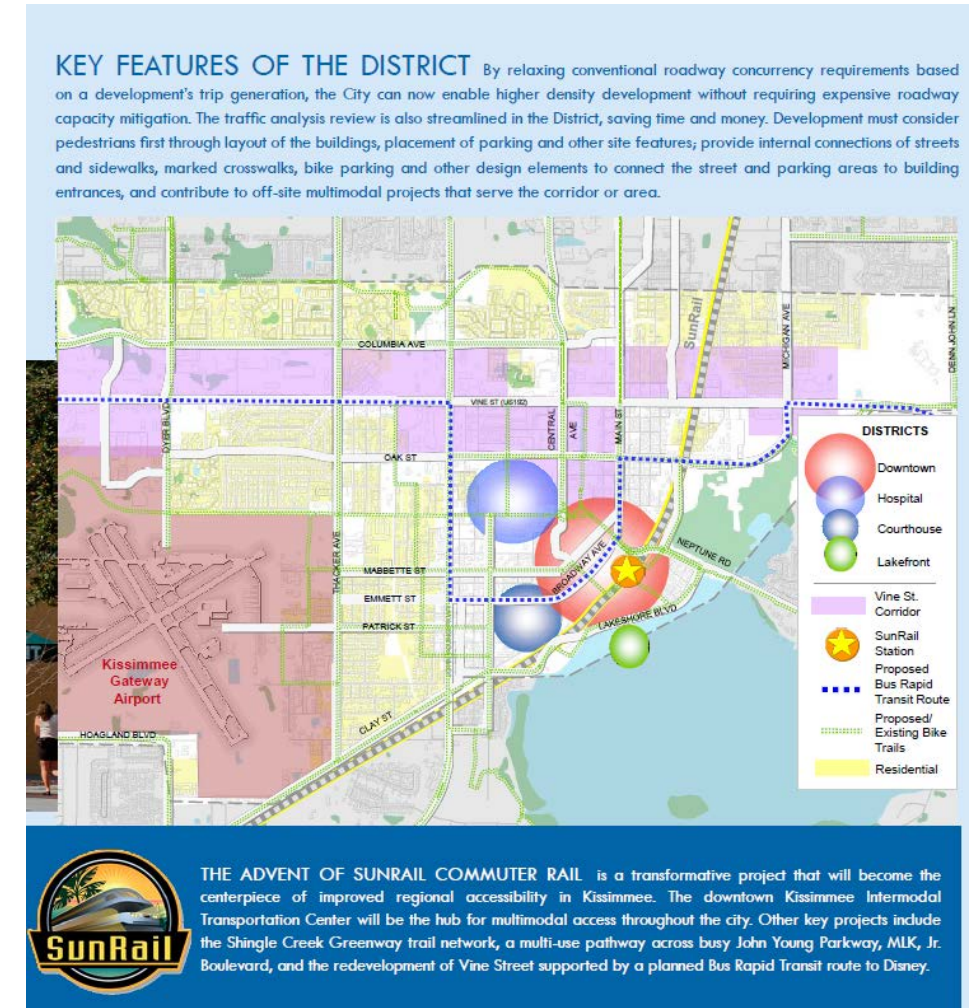 KEY FEATURES OF THE DISTRICT By relaxing conventional roadway concurrency requirements based
on a development's trip generation, the City can now enable higher density development without requiring expensive roadway
capacity mitigation. The traffic analysis review is also streamlined in the District, saving time and money. Development must consider
pedestrians first through layout of the buildings, placement of parking and other site features; provide internal connections of streets
and sidewalks, marked crosswalks, bike parking and other design elements to connect the street and parking areas to building
entrances, and contribute to off-site multimodal projects that serve the corridor or area.
SunRail
MICHIGAN AVE
DENN JOHN LN
COLUMBIA AVE
DYER BLVD
VINE ST (US192)
CENTRAL
AVE
MAIN ST
OAK ST
THACKER AVE
MABBETTE ST
BROADWAY AVE
NEPTUNE RD
EMMETT ST
PATRICK ST
LAKESHORE BLVD
Kissimmee
Gateway
Airport
CLAY ST
HOAGLAND BLVD
DISTRICTS
Downtown
Hospital
Courthouse
Lakefront
Vine St.
Corridor
SunRail
Station
Proposed
Bus Rapid
Transit Route
Proposed/
Existing Bike
Trails
Residential
SunRail
THE ADVENT OF SUNRAIL COMMUTER RAIL is a transformative project that will become the
centerpiece of improved regional accessibility in Kissimmee. The downtown Kissimmee Intermodal
Transportation Center will be the hub for multimodal access throughout the city. Other key projects include
the Shingle Creek Greenway trail network, a multi-use pathway across busy John Young Parkway, MLK, Jr.
Boulevard, and the redevelopment of Vine Street supported by a planned Bus Rapid Transit route to Disney.